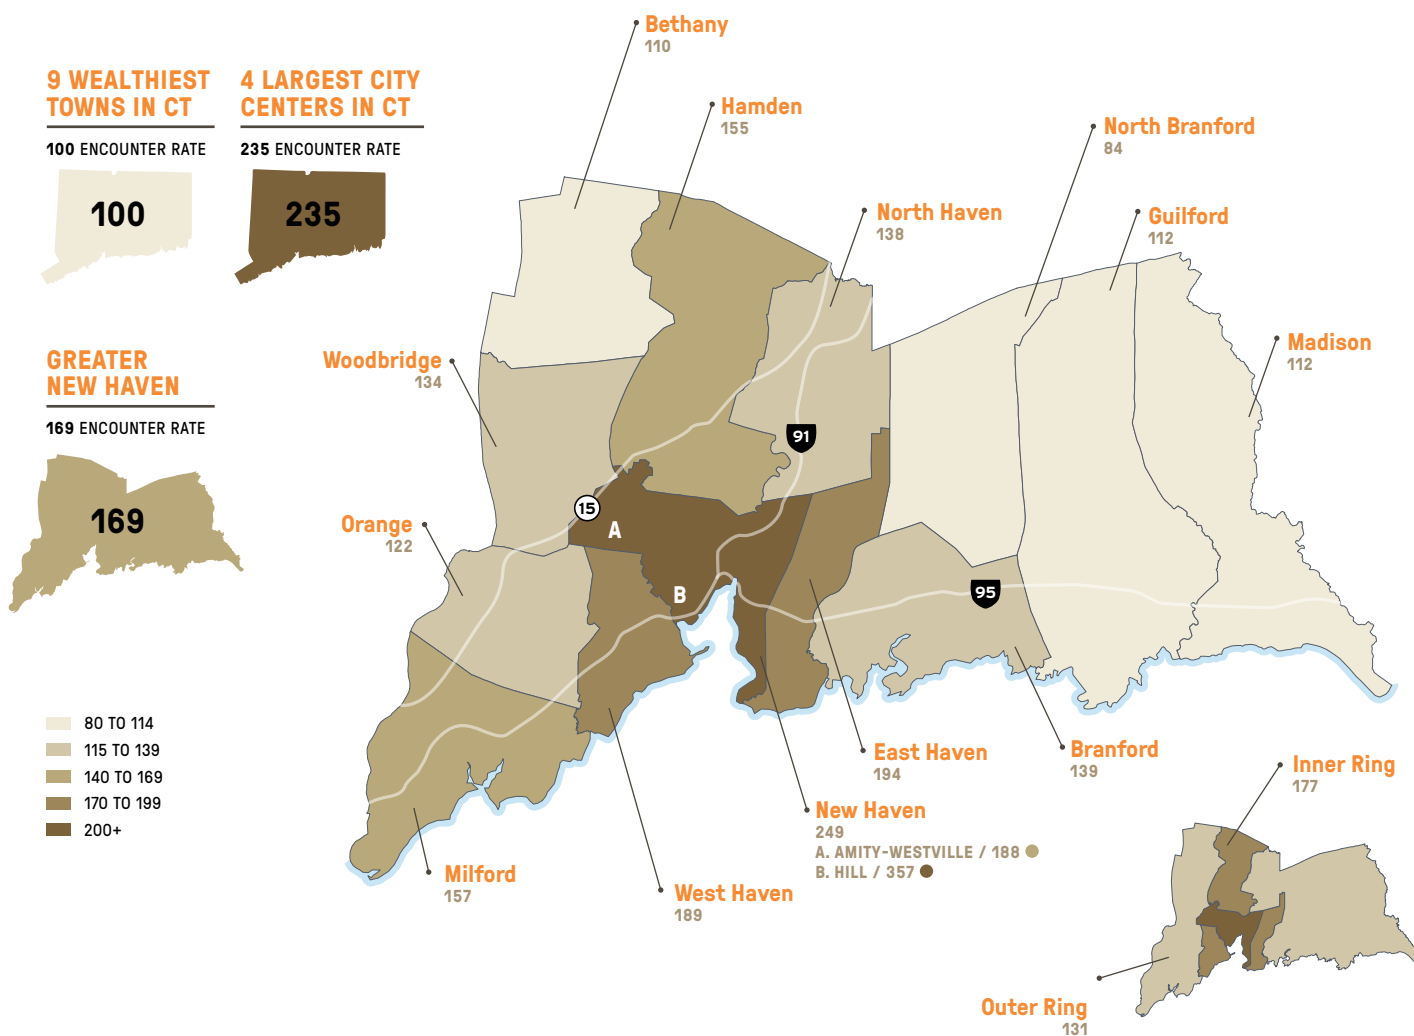 9 WEALTHIEST
TOWNS IN CT
100 ENCOUNTER RATE
100
4 LARGEST CITY
CENTERS IN CT
235 ENCOUNTER RATE
235
GREATER
NEW HAVEN
169 ENCOUNTER RATE
169
80 TO 114
115 TO 139
140 TO 169
170 TO 199
200+
Bethany
110
Hamden
155
North Branford
84
North Haven
138
Guilford
112
Madison
112
Woodbridge
134
91
15
A
Orange
122
B
95
East Haven
194
Branford
139
New Haven
249
A. AMITY-WESTVILLE / 188
B. HILL / 357
Milford
157
West Haven
189
Inner Ring
177
Outer Ring
131